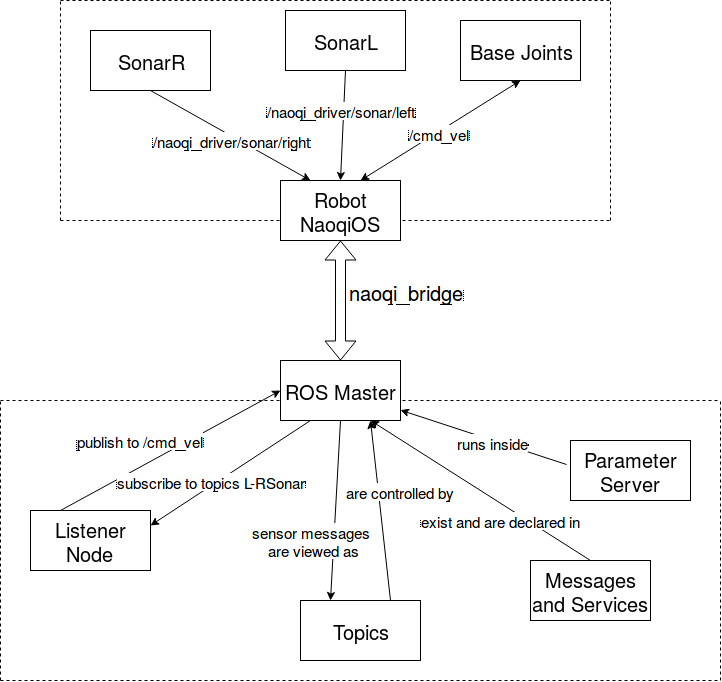 SonarR
SonarL
Base Joints
/naoqi_driver/sonar/right
/naoqi_driver/sonar/left
/cmd_vel
Robot
NaoqiOS
naoqi_bridge
ROS Master
publish to /cmd_vel
subscribe to topics L-RSonar
sensor messages
are viewed as
are controlled by
runs inside
exist and are declared in
Listener
Node
Topics
Parameter
Server
Messages
and Services